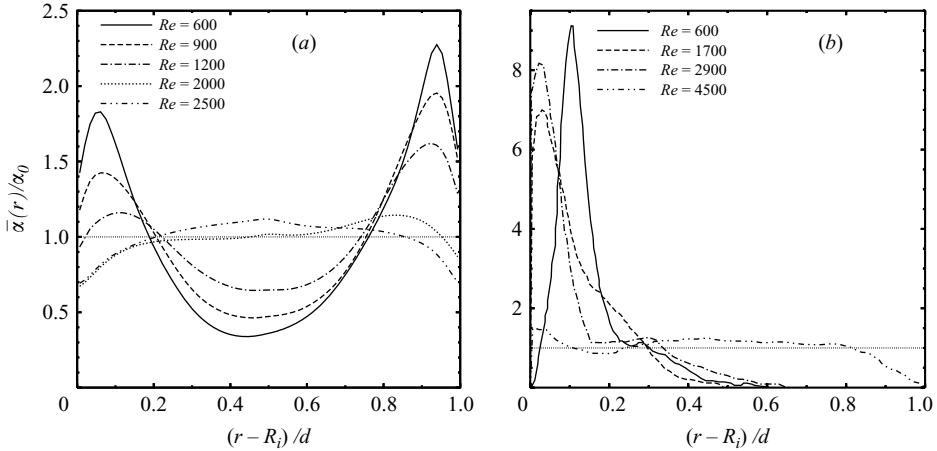 2.5
2.0
1.5
1.0
0.5
0
0.2
0.4
0.6
0.8
1.0
Re = 600
Re = 900
Re = 1200
Re = 2000
Re = 2500
(a)
ᾱ(r)/α0
(r – Ri) /d
8
6
4
2
0
0.2
0.4
0.6
0.8
1.0
Re = 600
Re = 1700
Re = 2900
Re = 4500
(b)
(r – Ri) /d